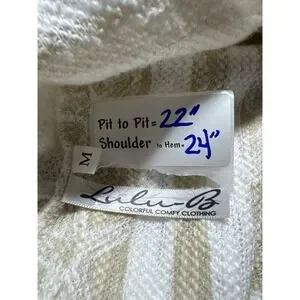 Pit to Pit= 22"
Shoulder to Hem= 24"
M
Lulu-B
COLORFUL COMFY CLOTHING